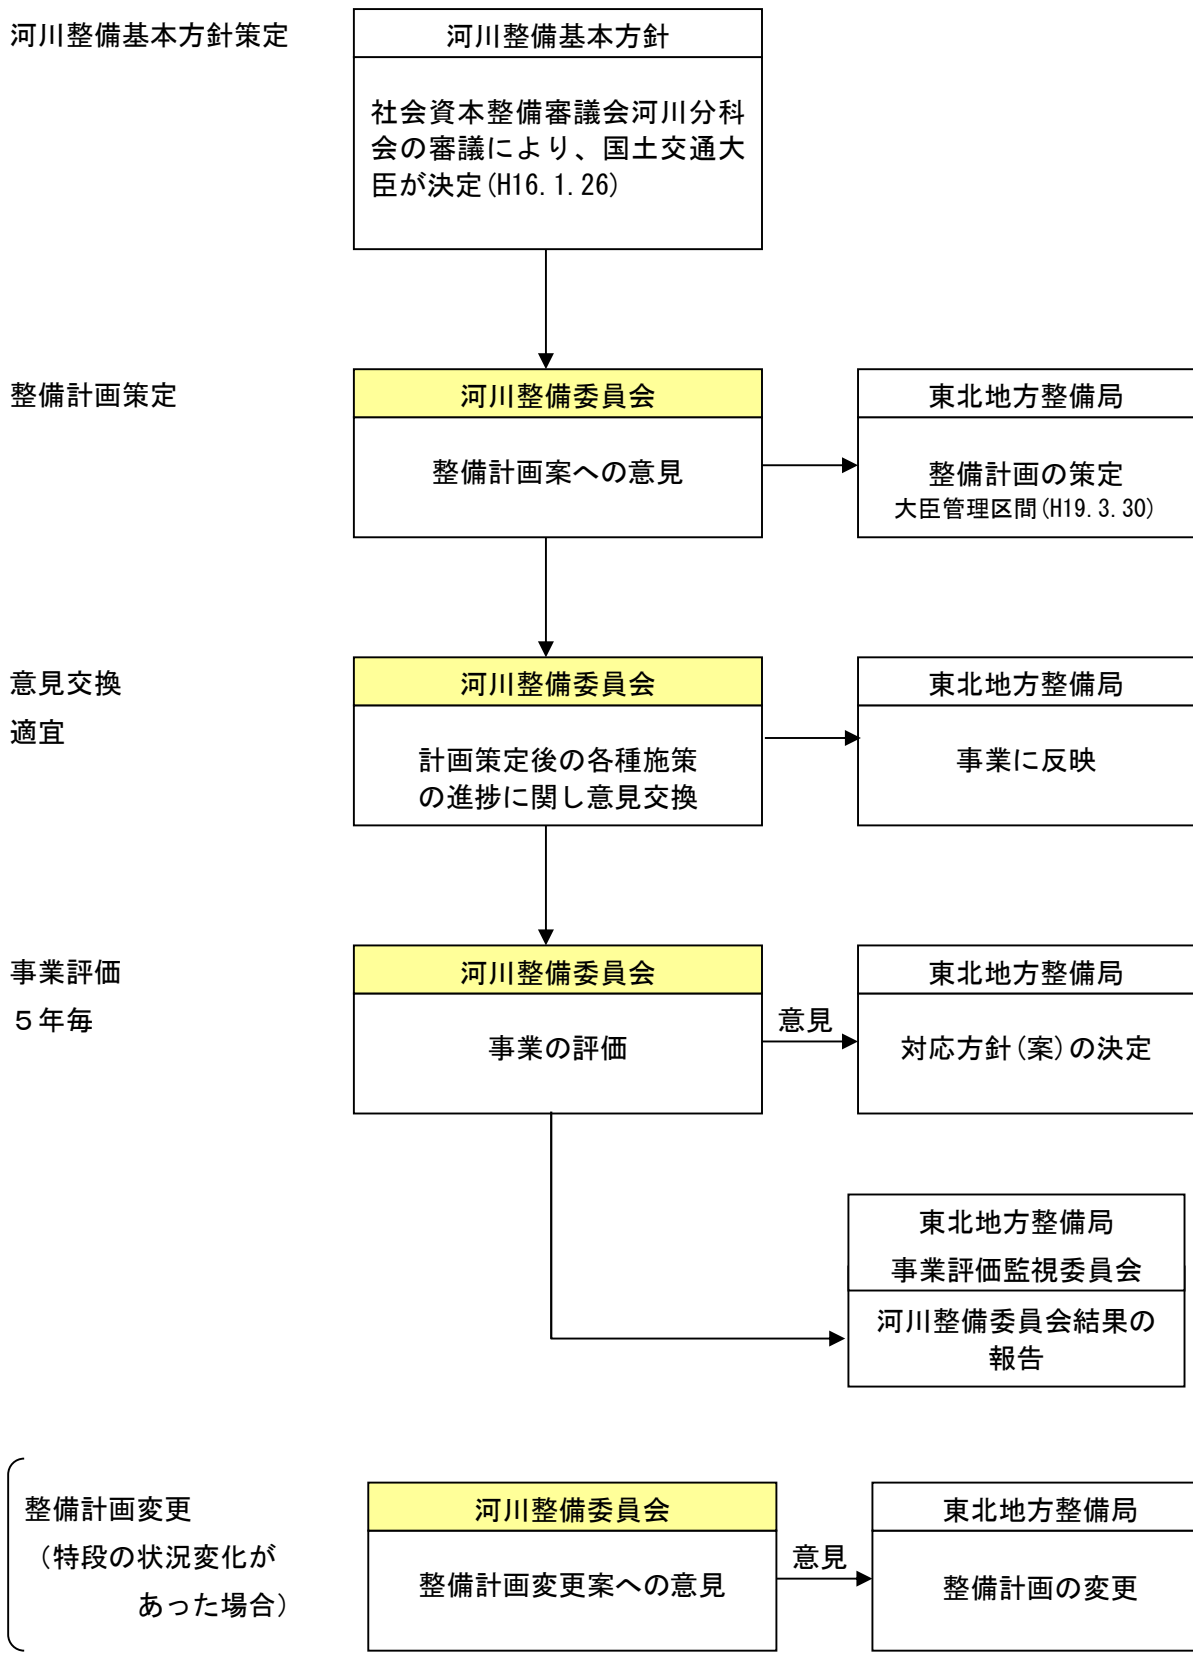 河川整備基本方針策定
河川整備基本方針
社会資本整備審議会河川分科
会の審議により、国土交通大
臣が決定(H16.1.26)
整備計画策定
河川整備委員会
整備計画案への意見
東北地方整備局
整備計画の策定
大臣管理区間(H19.3.30)
意見交換
適宜
河川整備委員会
計画策定後の各種施策
の進捗に関し意見交換
東北地方整備局
事業に反映
事業評価
５年毎
河川整備委員会
事業の評価
意見
東北地方整備局
対応方針(案)の決定
東北地方整備局
事業評価監視委員会
河川整備委員会結果の
報告
整備計画変更
（特段の状況変化が
あった場合）
河川整備委員会
整備計画変更案への意見
意見
東北地方整備局
整備計画の変更